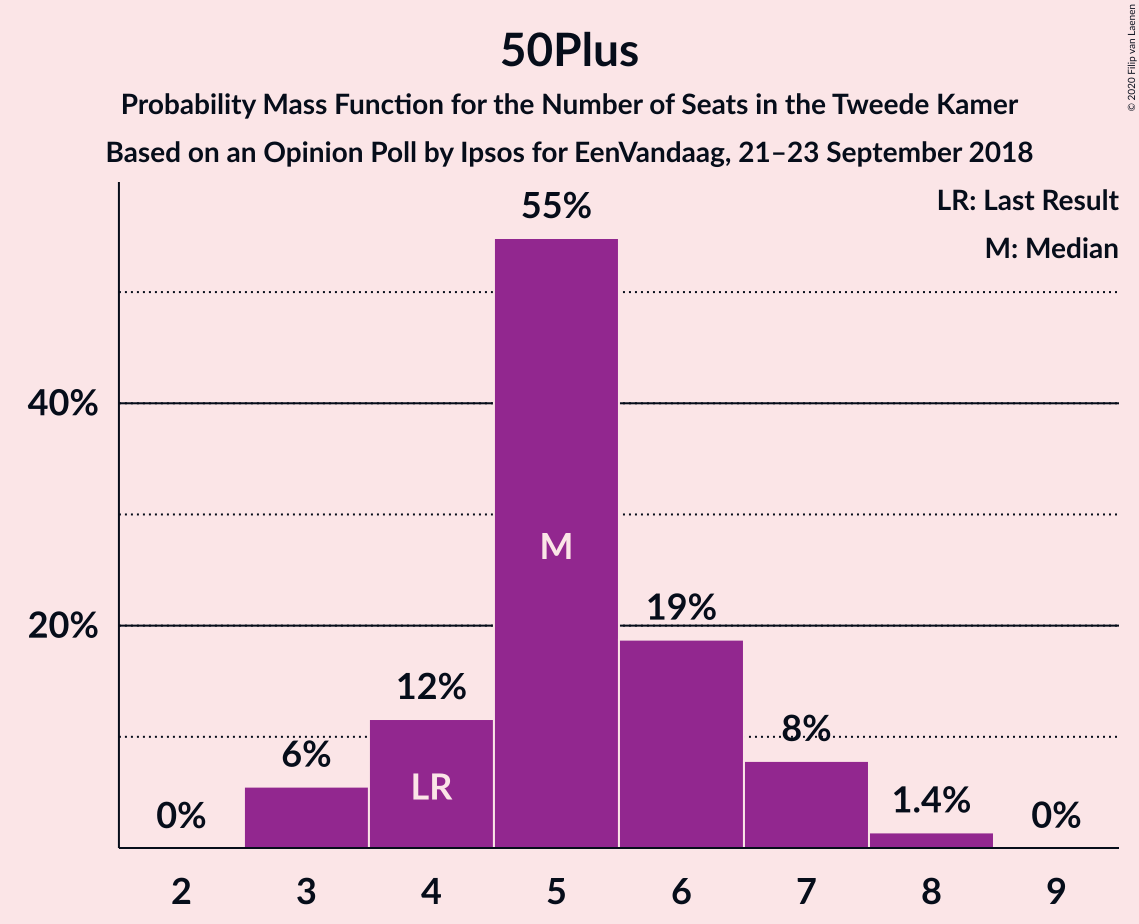 50Plus
Probability Mass Function for the Number of Seats in the Tweede Kamer
Based on an Opinion Poll by Ipsos for EenVandaag, 21–23 September 2018
© 2020 Filip van Laenen
LR: Last Result
M: Median
40%
20%
0%
6%
12%
55%
19%
8%
1.4%
0%
LR
M
2 3 4 5 6 7 8 9